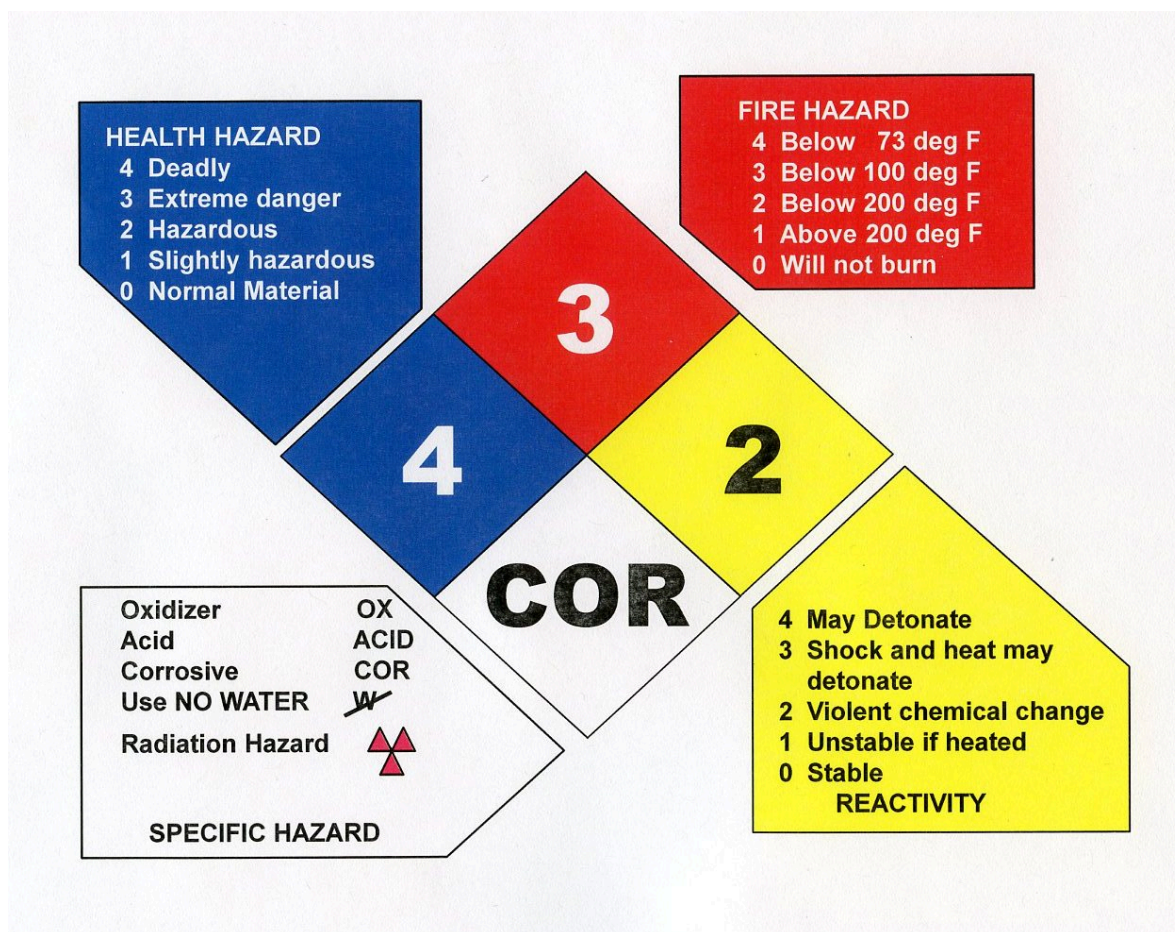 HEALTH HAZARD
4 Deadly
3 Extreme danger
2 Hazardous
1 Slightly hazardous
0 Normal Material
FIRE HAZARD
4 Below 73 deg F
3 Below 100 deg F
2 Below 200 deg F
1 Above 200 deg F
0 Will not burn
3
4
2
COR
Oxidizer OX
Acid ACID
Corrosive COR
Use NO WATER W
Radiation Hazard
SPECIFIC HAZARD
4 May Detonate
3 Shock and heat may
detonate
2 Violent chemical change
1 Unstable if heated
0 Stable
REACTIVITY